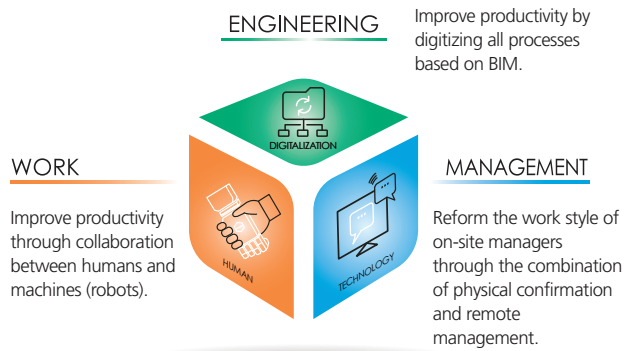 ENGINEERING
Improve productivity by
digitizing all processes
based on BIM.
DIGITALIZATION
WORK
Improve productivity
through collaboration
between humans and
machines (robots).
HUMAN
TECHNOLOGY
MANAGEMENT
Reform the work style of
on-site managers
through the combination
of physical confirmation
and remote
management.